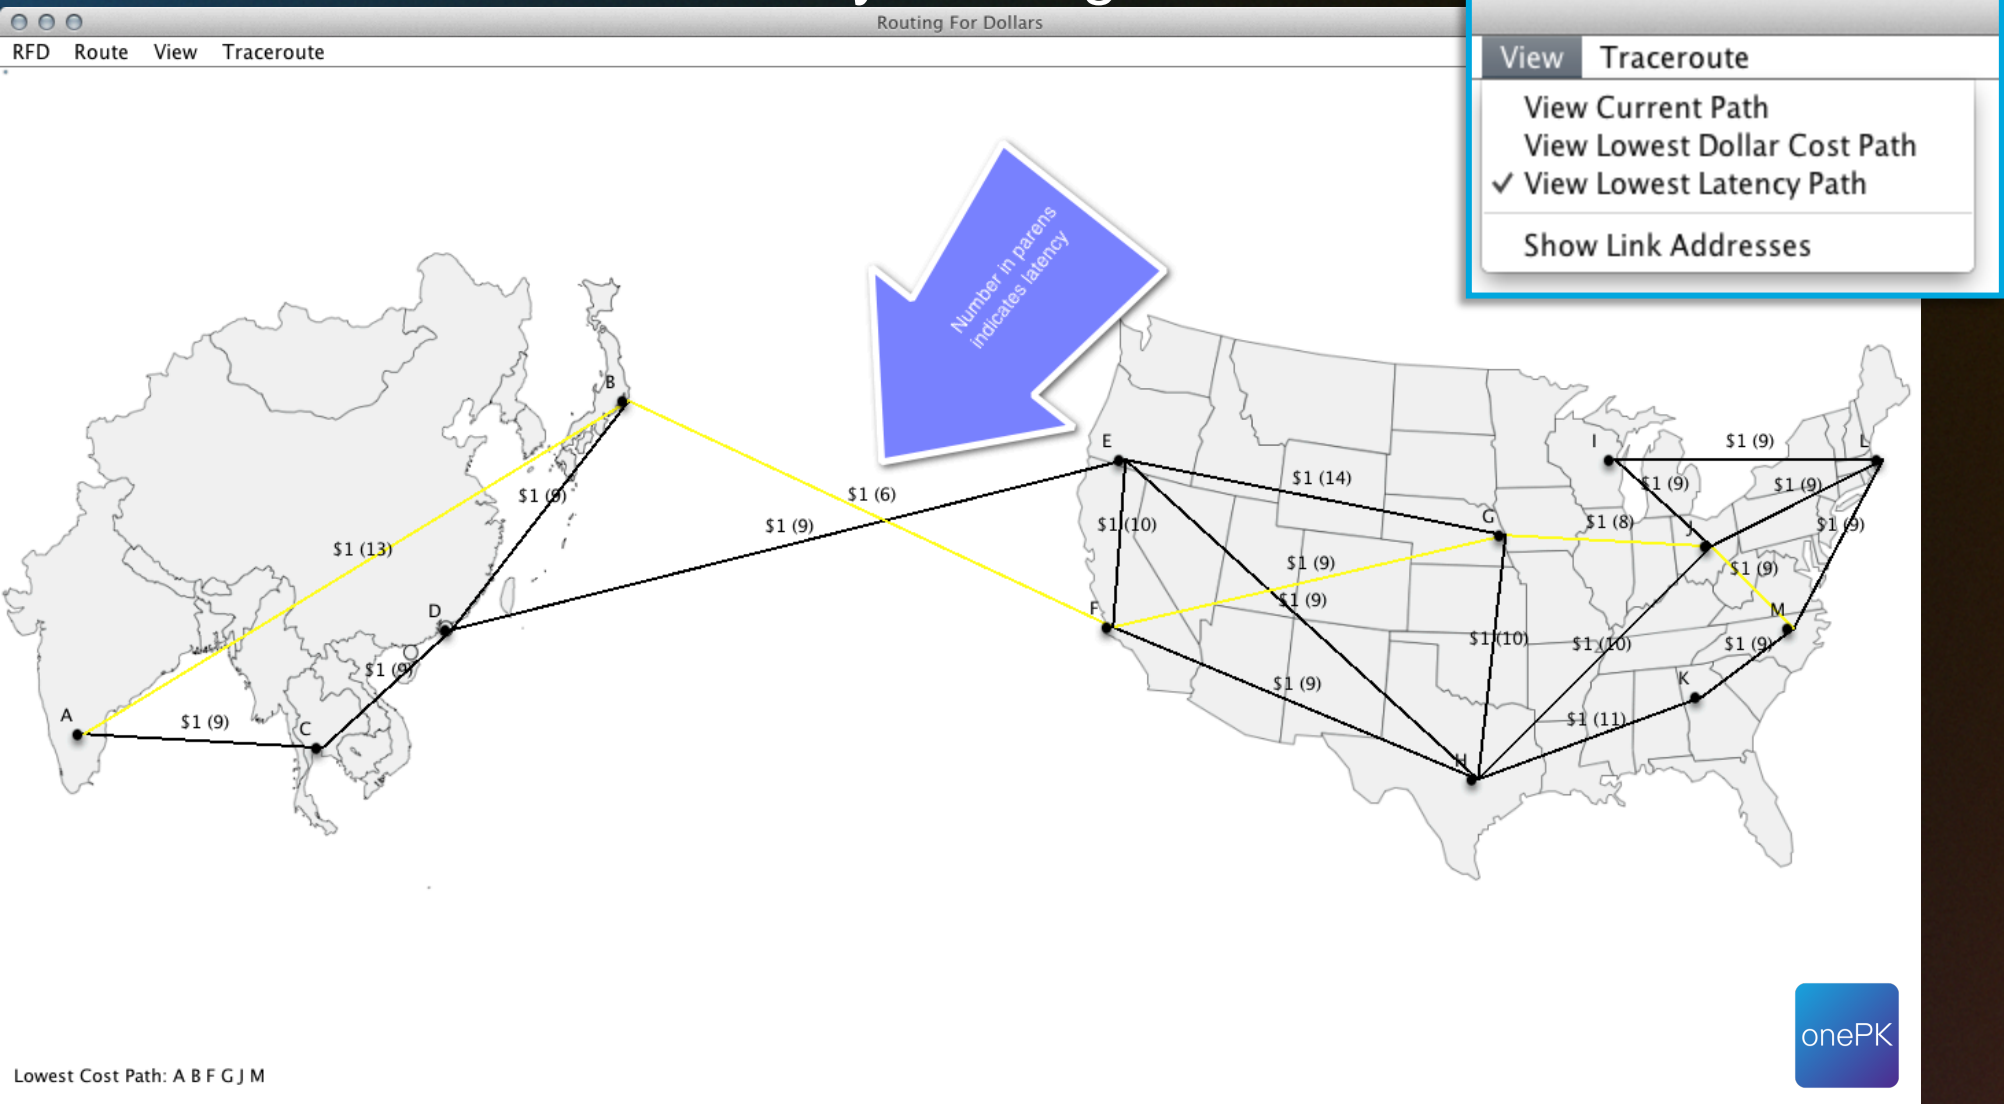 Routing For Dollars
RFD Route View Traceroute
View Traceroute
View Current Path
View Lowest Dollar Cost Path
✓ View Lowest Latency Path
Show Link Addresses
Number in parens
indicates latency
B
E
I
$1 (9)
L
$1 (14)
$1 (9)
$1 (9)
$1 (9)
$1 (6)
$1 (9)
$1 (10)
G
$1 (8)
J
$1 (9)
$1 (13)
$1 (9)
$1 (9)
$1 (9)
D
F
M
$1 (10)
$1 (10)
$1 (9)
$1 (9)
$1 (9)
K
A
$1 (9)
C
$1 (11)
H
onePK
Lowest Cost Path: A B F G J M